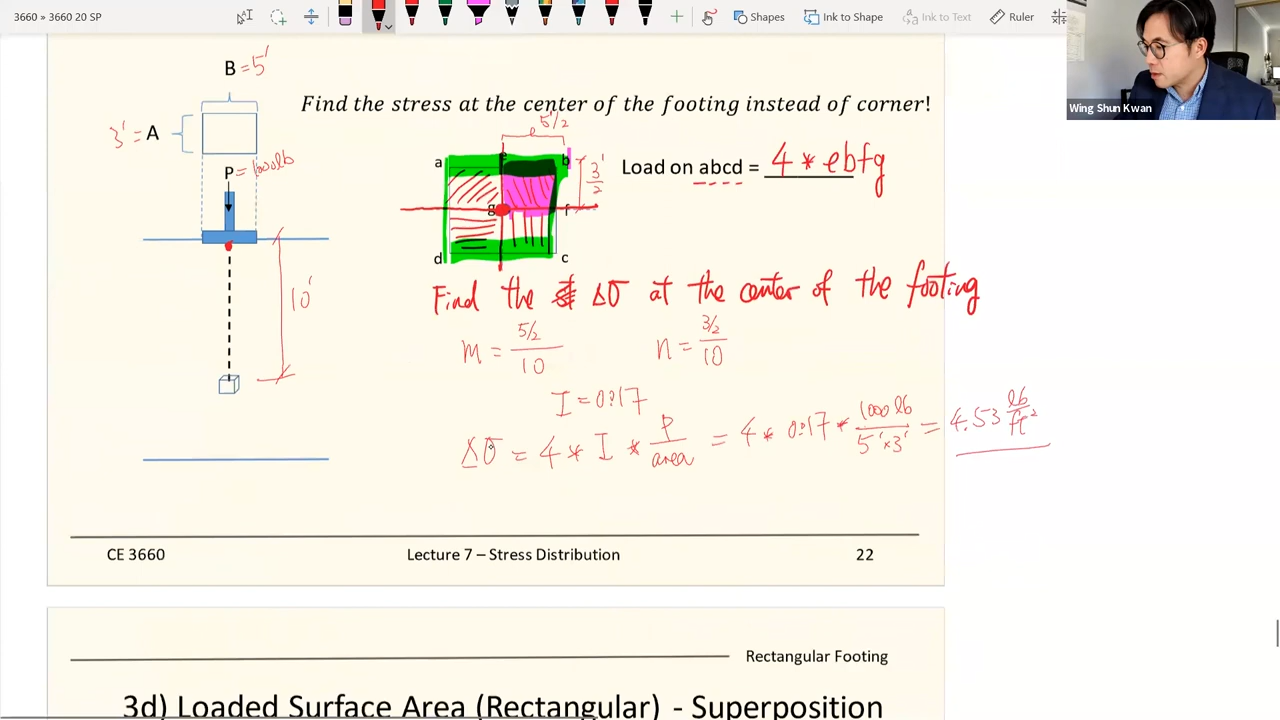 3660 » 3660 20 SP
Shapes
Ink to Shape
Ink to Text
Ruler
Wing Shun Kwan
B = 5'
Find the stress at the center of the footing instead of corner!
3' = A
5'/2
a
e
b
3'/2
Load on abcd = 4 * ebfg
P = 1000lb
g
f
d
c
10'
Find the Δσ at the center of the footing
m = 5/2 / 10
n = 3/2 / 10
I = 0.17
Δσ = 4 * I * P/area = 4 * 0.17 * 1000 lb / 5' x 3' = 4.53 lb/ft²
CE 3660
Lecture 7 – Stress Distribution
22
Rectangular Footing
3d) Loaded Surface Area (Rectangular) - Superposition